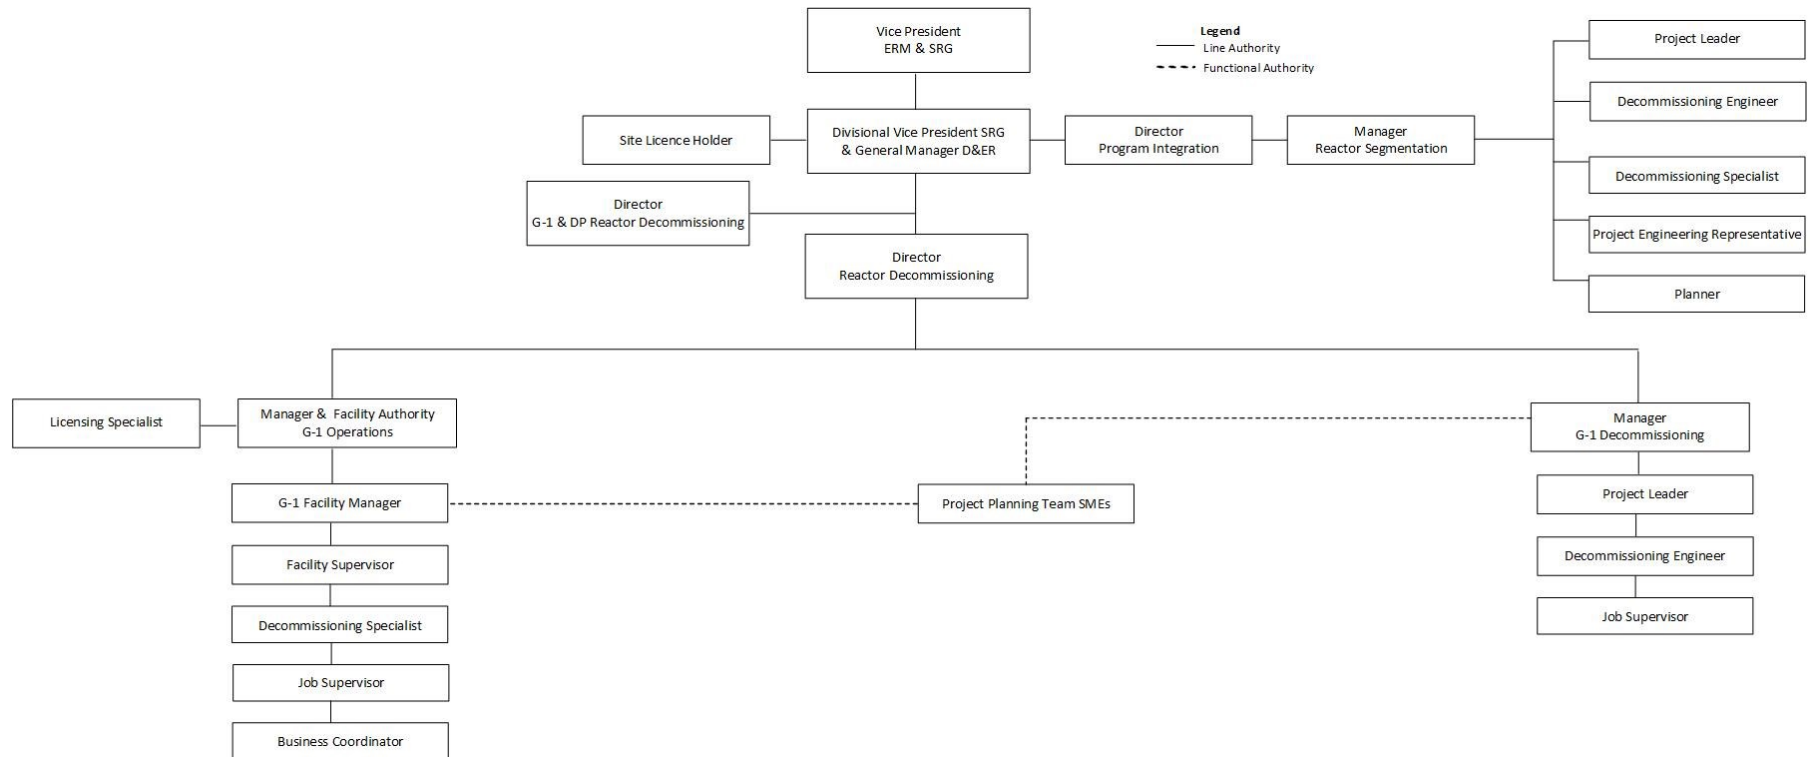 Vice President
ERM & SRG
Legend
Line Authority
Functional Authority
Project Leader
Decommissioning Engineer
Decommissioning Specialist
Project Engineering Representative
Planner
Site Licence Holder
Divisional Vice President SRG
& General Manager D&ER
Director
Program Integration
Manager
Reactor Segmentation
Director
G-1 & DP Reactor Decommissioning
Director
Reactor Decommissioning
Licensing Specialist
Manager & Facility Authority
G-1 Operations
Manager
G-1 Decommissioning
G-1 Facility Manager
Project Planning Team SMEs
Project Leader
Facility Supervisor
Decommissioning Engineer
Decommissioning Specialist
Job Supervisor
Job Supervisor
Business Coordinator